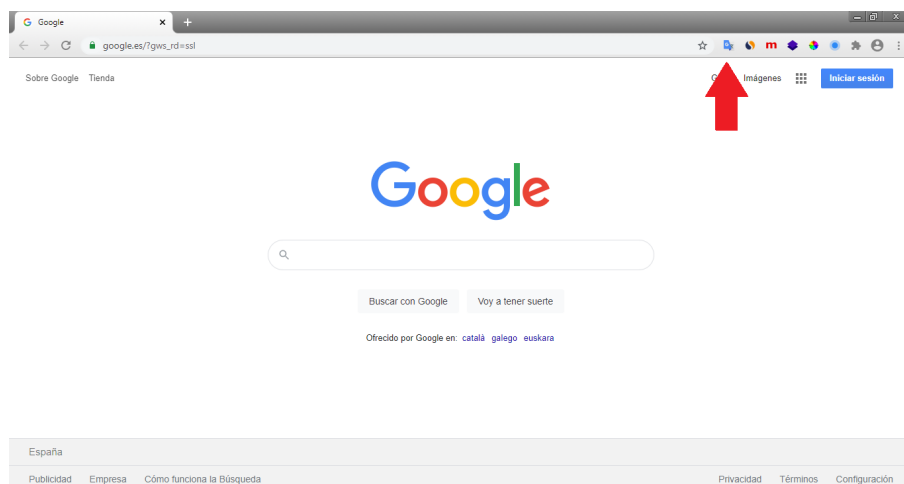 Google
google.es/?gws_rd=ssl
Sobre Google Tienda
Imágenes Iniciar sesión
Google
Buscar con Google Voy a tener suerte
Ofrecido por Google en: català galego euskara
España
Publicidad Empresa Cómo funciona la Búsqueda
Privacidad Términos Configuración